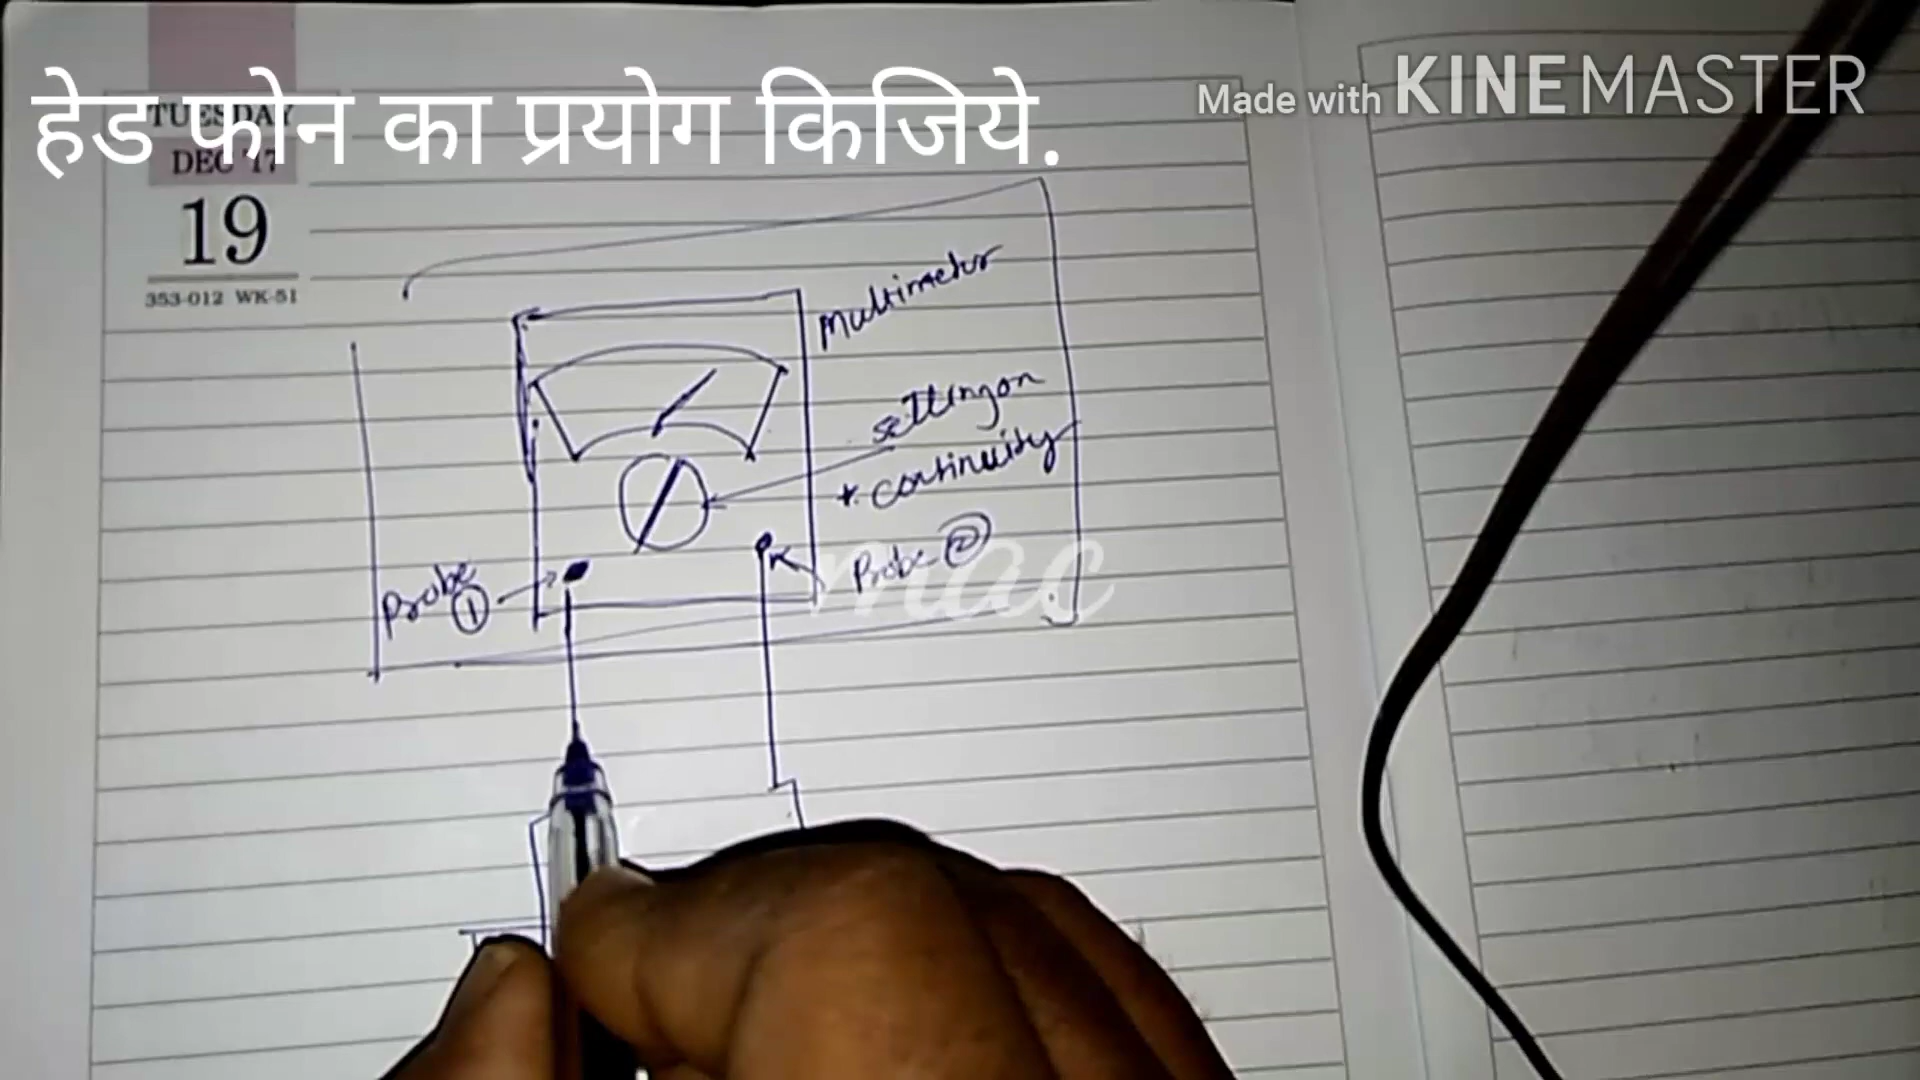 हेड फोन का प्रयोग किजिये.
Made with KINEMASTER
TUESDAY
DEC '17
19
353-012 WK-51
Multimeter
setting on
* continuity
Probe 1
Probe 2
mac